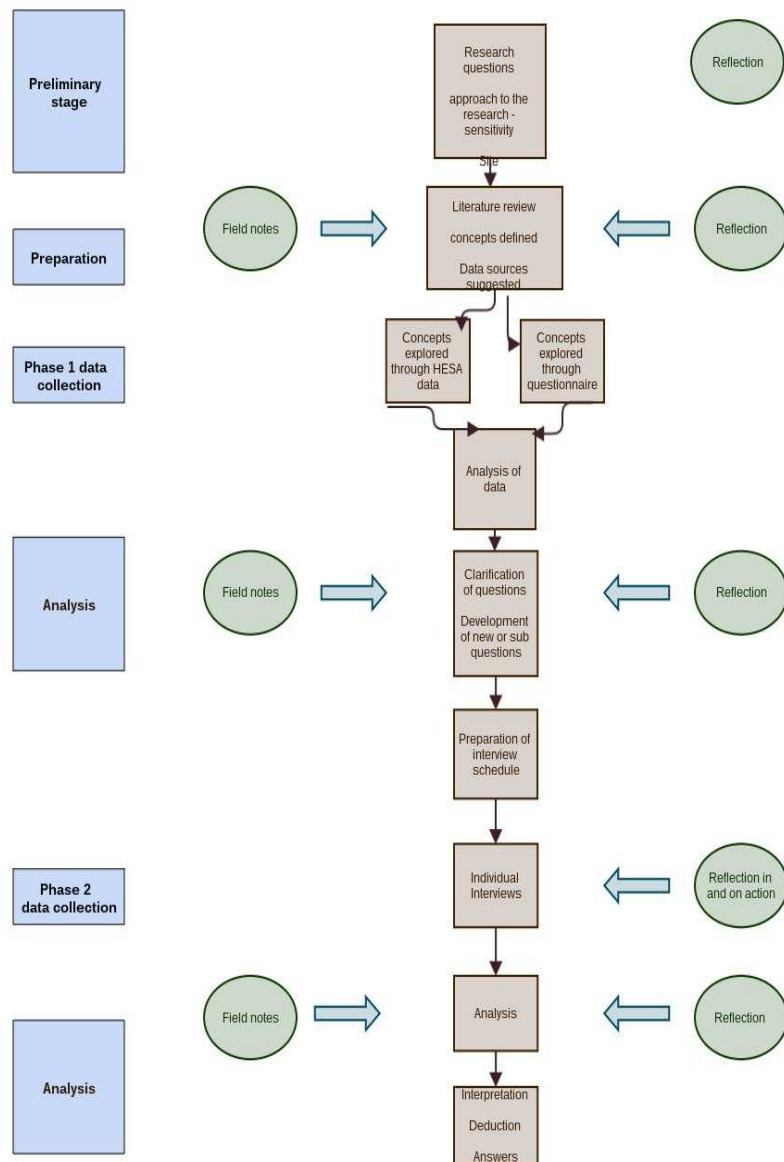 Preliminary
stage
Research
questions
approach to the
research -
sensitivity
Site
Reflection
Preparation
Field notes
Literature review
concepts defined
Data sources
suggested
Reflection
Phase 1 data
collection
Concepts
explored
through HESA
data
Concepts
explored
through
questionnaire
Analysis of
data
Analysis
Field notes
Clarification
of questions
Development
of new or sub
questions
Reflection
Preparation of
interview
schedule
Phase 2
data collection
Individual
Interviews
Reflection in
and on action
Field notes
Analysis
Reflection
Analysis
Interpretation
Deduction
Answers